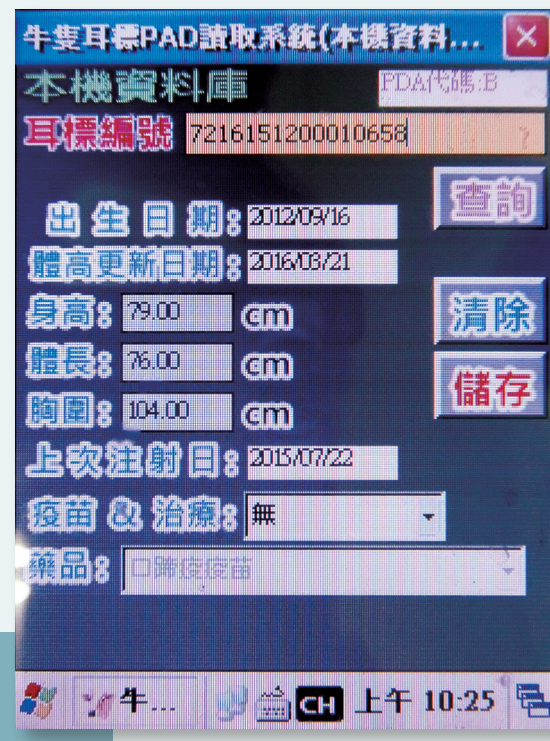 牛隻耳標PAD讀取系統(本機資料...
本機資料庫 PDA代碼:B
耳標編號 7216151200010658 ?
查詢
出生日期: 2012/09/16
體高更新日期: 2016/03/21
身高: 79.00 cm 清除
體長: 76.00 cm
儲存
胸圍: 104.00 cm
上次注射日: 2015/07/22
疫苗 & 治療: 無
藥品: 口蹄疫疫苗
牛... CH 上午 10:25